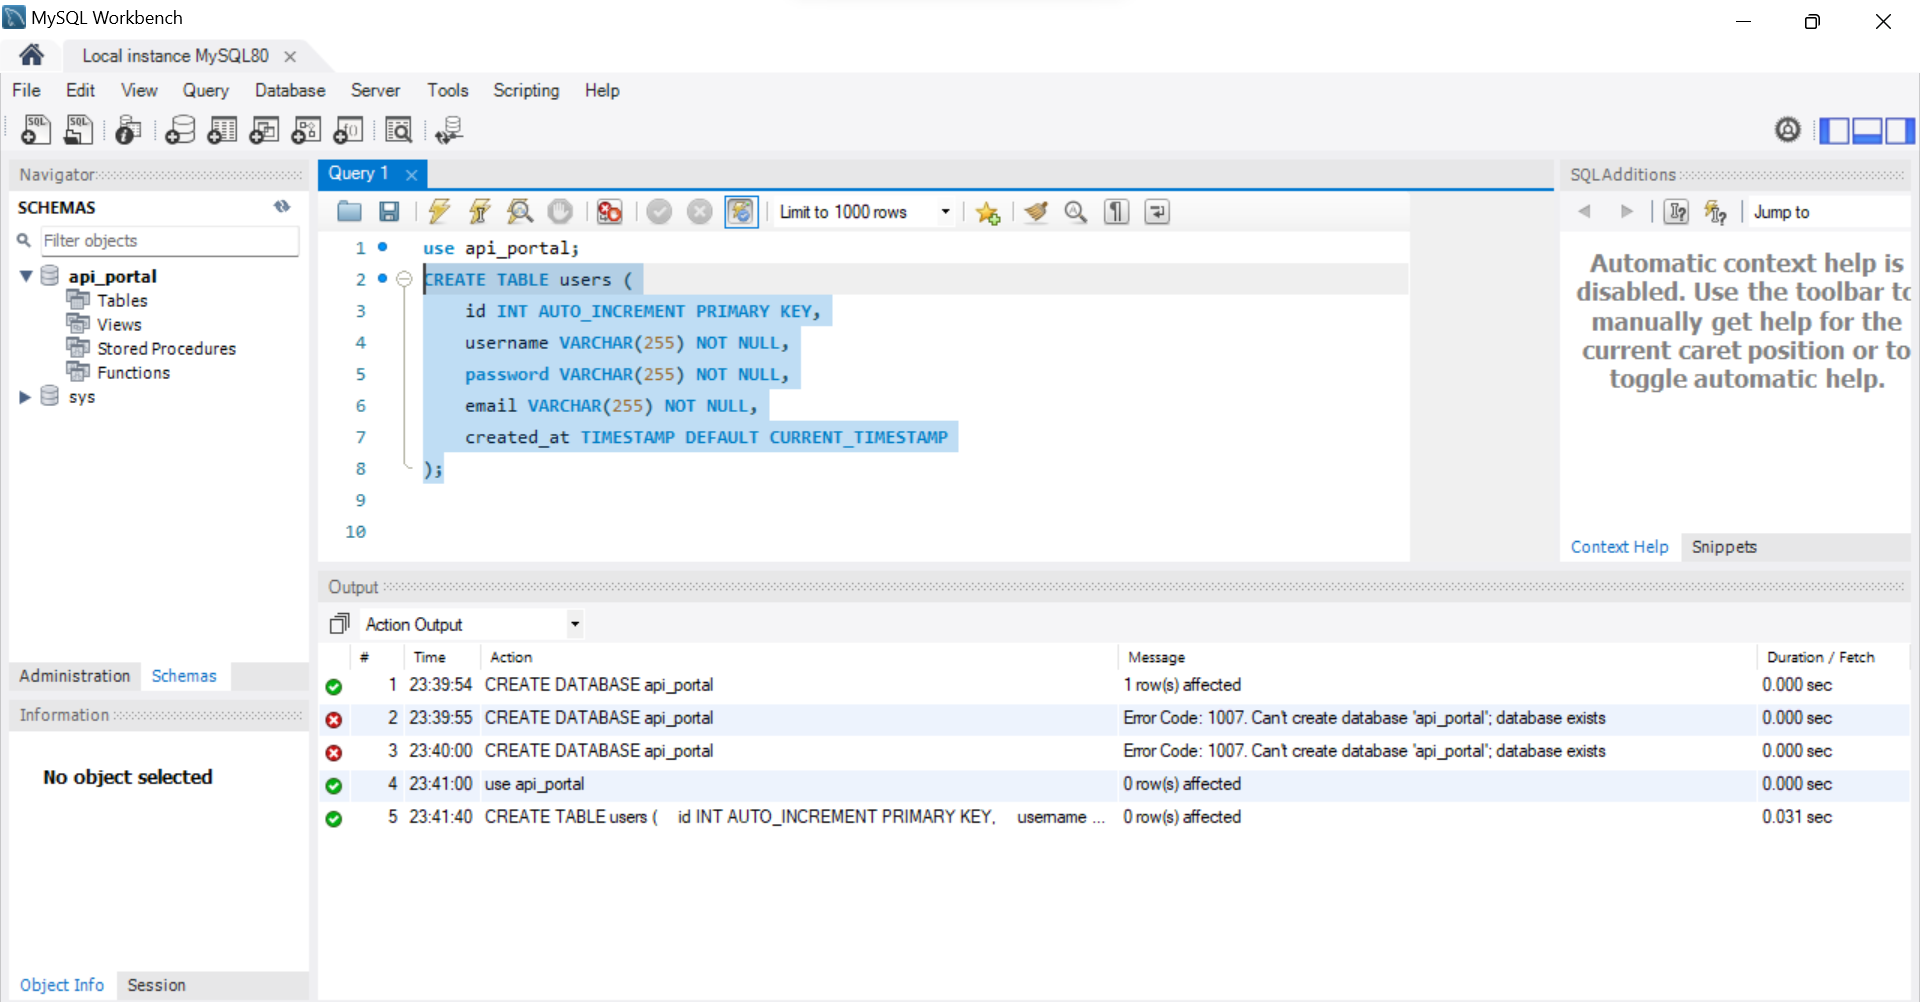 MySQL Workbench
Local instance MySQL80
File Edit View Query Database Server Tools Scripting Help
Navigator
SCHEMAS
Filter objects
api_portal
Tables
Views
Stored Procedures
Functions
sys
Administration Schemas
Information
No object selected
Object Info Session
Query 1
Limit to 1000 rows
1 use api_portal;
2 CREATE TABLE users (
3 id INT AUTO_INCREMENT PRIMARY KEY,
4 username VARCHAR(255) NOT NULL,
5 password VARCHAR(255) NOT NULL,
6 email VARCHAR(255) NOT NULL,
7 created_at TIMESTAMP DEFAULT CURRENT_TIMESTAMP
8 );
9
10
SQLAdditions
Jump to
Automatic context help is
disabled. Use the toolbar to
manually get help for the
current caret position or to
toggle automatic help.
Context Help Snippets
Output
Action Output
# Time Action Message Duration / Fetch
1 23:39:54 CREATE DATABASE api_portal 1 row(s) affected 0.000 sec
2 23:39:55 CREATE DATABASE api_portal Error Code: 1007. Can't create database 'api_portal'; database exists 0.000 sec
3 23:40:00 CREATE DATABASE api_portal Error Code: 1007. Can't create database 'api_portal'; database exists 0.000 sec
4 23:41:00 use api_portal 0 row(s) affected 0.000 sec
5 23:41:40 CREATE TABLE users ( id INT AUTO_INCREMENT PRIMARY KEY, username ... 0 row(s) affected 0.031 sec